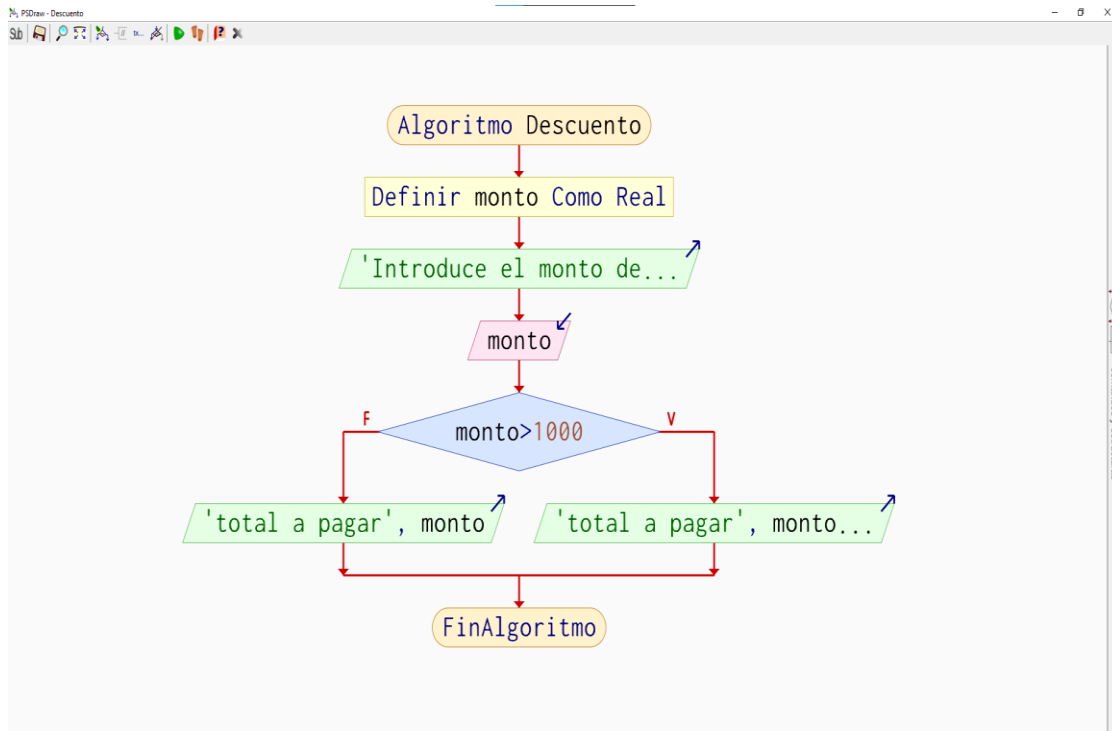 PSDraw - Descuento
Sub
Algoritmo Descuento
Definir monto Como Real
'Introduce el monto de...
monto
F
monto>1000
V
'total a pagar', monto
'total a pagar', monto...
FinAlgoritmo